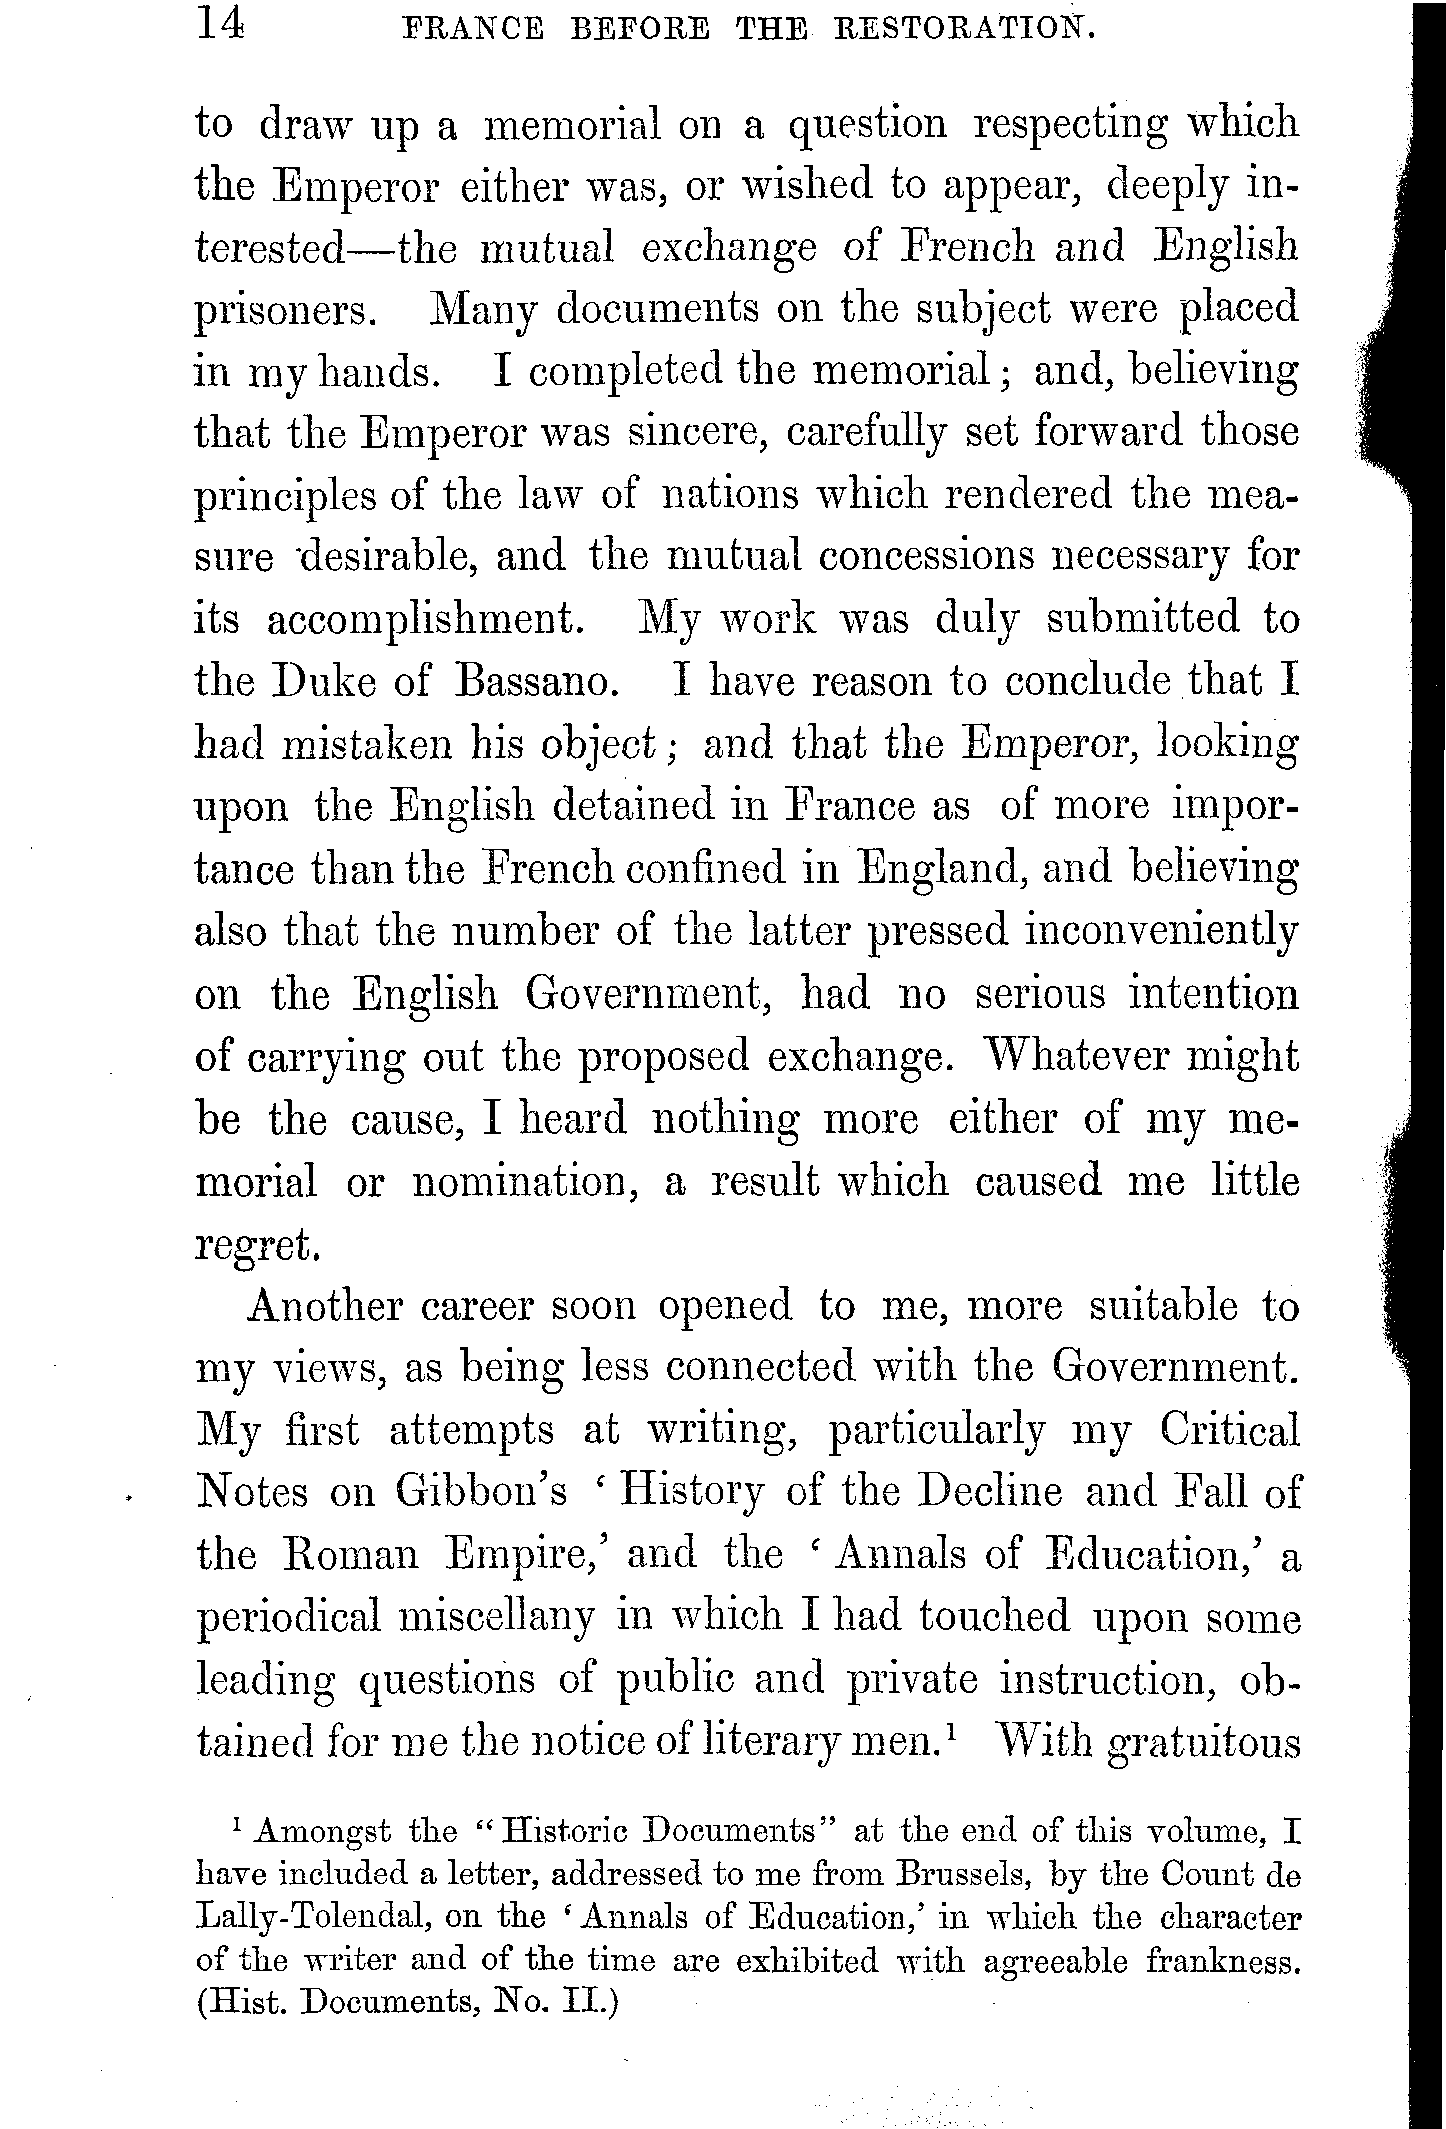 14 FRANCE BEFORE THE RESTORATION.
to draw up a memorial on a question respecting which
the Emperor either was, or wished to appear, deeply in-
terested—the mutual exchange of French and English
prisoners. Many documents on the subject were placed
in my hands. I completed the memorial; and, believing
that the Emperor was sincere, carefully set forward those
principles of the law of nations which rendered the mea-
sure desirable, and the mutual concessions necessary for
its accomplishment. My work was duly submitted to
the Duke of Bassano. I have reason to conclude that I
had mistaken his object; and that the Emperor, looking
upon the English detained in France as of more impor-
tance than the French confined in England, and believing
also that the number of the latter pressed inconveniently
on the English Government, had no serious intention
of carrying out the proposed exchange. Whatever might
be the cause, I heard nothing more either of my me-
morial or nomination, a result which caused me little
regret.
Another career soon opened to me, more suitable to
my views, as being less connected with the Government.
My first attempts at writing, particularly my Critical
Notes on Gibbon's ‘History of the Decline and Fall of
the Roman Empire,’ and the ‘Annals of Education,’ a
periodical miscellany in which I had touched upon some
leading questions of public and private instruction, ob-
tained for me the notice of literary men.¹ With gratuitous
¹ Amongst the “Historic Documents” at the end of this volume, I
have included a letter, addressed to me from Brussels, by the Count de
Lally-Tolendal, on the ‘Annals of Education,’ in which the character
of the writer and of the time are exhibited with agreeable frankness.
(Hist. Documents, No. II.)